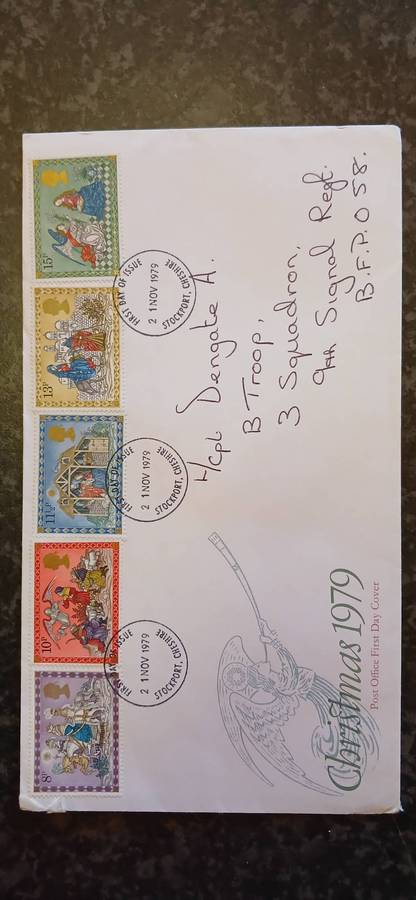 8P
10P
11½P
13P
15P
FIRST DAY OF ISSUE
2 1 NOV 1979
STOCKPORT, CHESHIRE
FIRST DAY OF ISSUE
2 1 NOV 1979
STOCKPORT, CHESHIRE
FIRST DAY OF ISSUE
2 1 NOV 1979
STOCKPORT, CHESHIRE
L/cpl Dengate A.
B Troop,
3 Squadron,
9th Signal Regt.
B.F.P.O 58.
Christmas 1979
Post Office First Day Cover